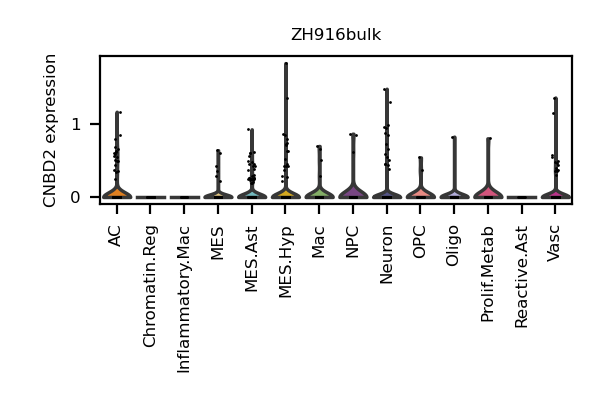 ZH916bulk
CNBD2 expression
1
0
AC
Chromatin.Reg
Inflammatory.Mac
MES
MES.Ast
MES.Hyp
Mac
NPC
Neuron
OPC
Oligo
Prolif.Metab
Reactive.Ast
Vasc